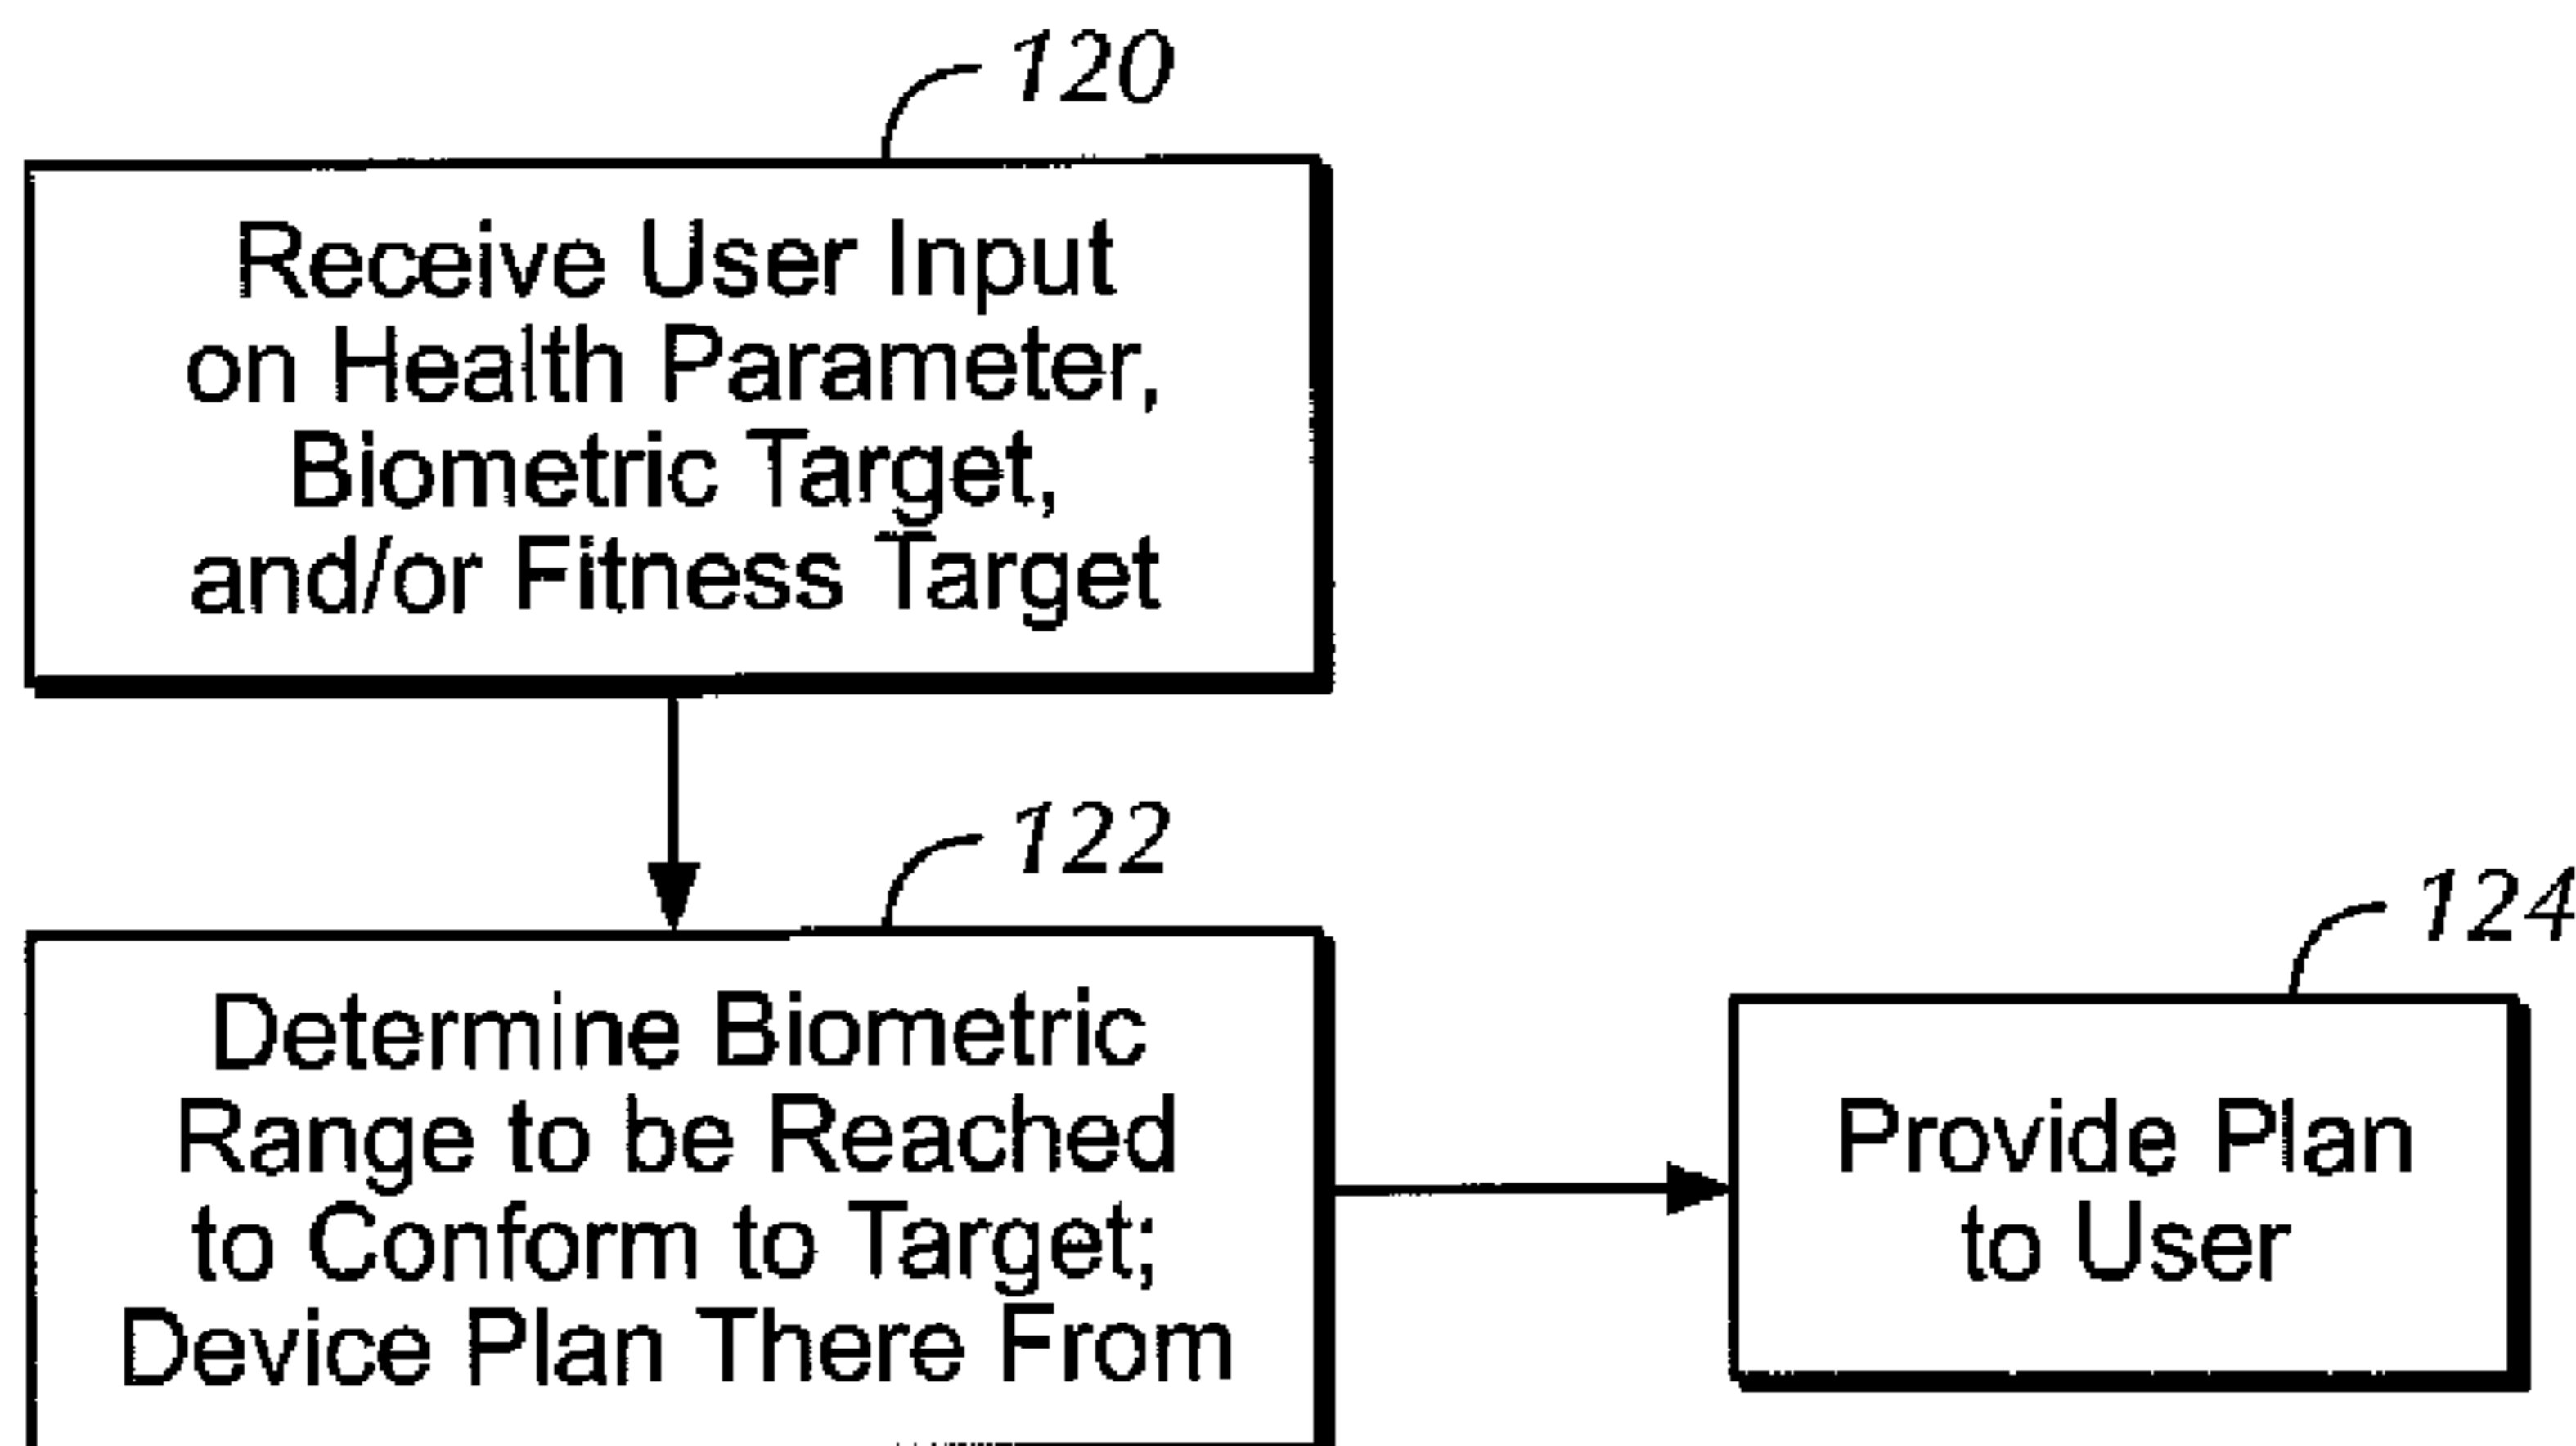 120
Receive User Input
on Health Parameter,
Biometric Target,
and/or Fitness Target
122
Determine Biometric
Range to be Reached
to Conform to Target;
Device Plan There From
124
Provide Plan
to User